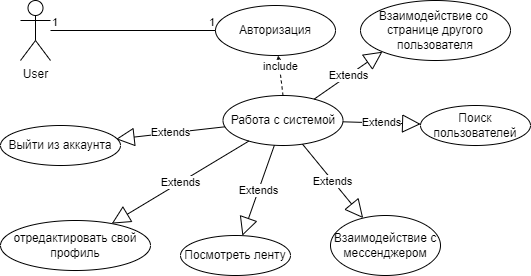 1
1
User
Авторизация
Взаимодействие со
странице другого
пользователя
include
Extends
Работа с системой
Extends
Поиск
пользователей
Extends
Выйти из аккаунта
Extends
Extends
Extends
отредактировать свой
профиль
Посмотреть ленту
Взаимодействие с
мессенджером